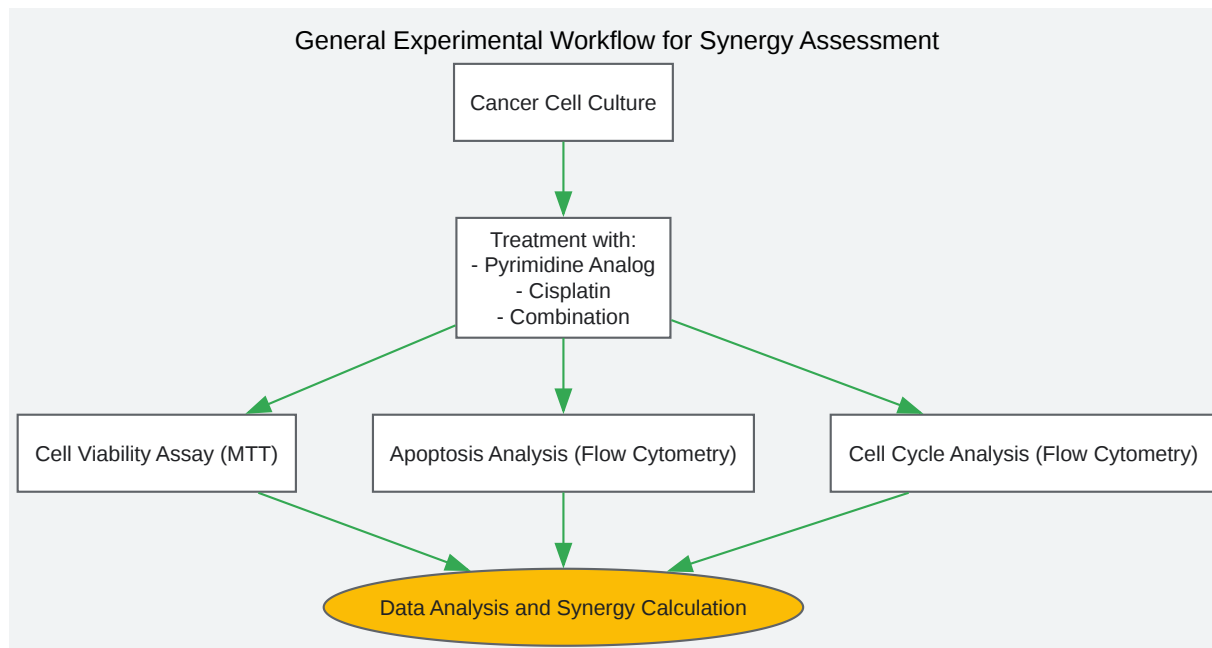 General Experimental Workflow for Synergy Assessment
Cancer Cell Culture
Treatment with:
- Pyrimidine Analog
- Cisplatin
- Combination
Cell Viability Assay (MTT)
Apoptosis Analysis (Flow Cytometry)
Cell Cycle Analysis (Flow Cytometry)
Data Analysis and Synergy Calculation